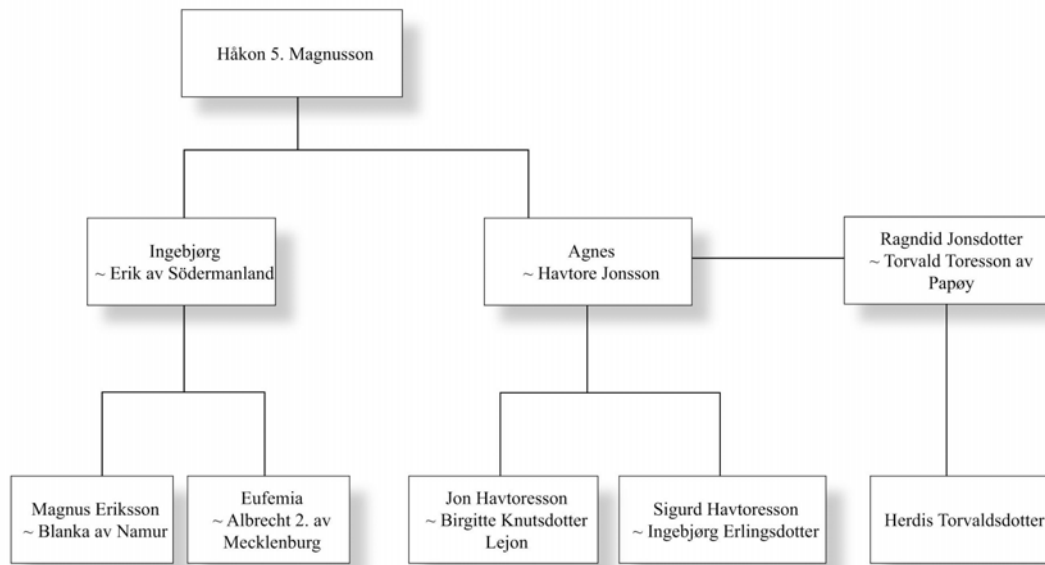 Håkon 5. Magnusson
Ingebjørg
~ Erik av Södermanland
Agnes
~ Havtore Jonsson
Ragndid Jonsdotter
~ Torvald Toresson av
Papøy
Magnus Eriksson
~ Blanka av Namur
Eufemia
~ Albrecht 2. av
Mecklenburg
Jon Havtoresson
~ Birgitte Knutsdotter
Lejon
Sigurd Havtoresson
~ Ingebjørg Erlingsdotter
Herdis Torvaldsdotter